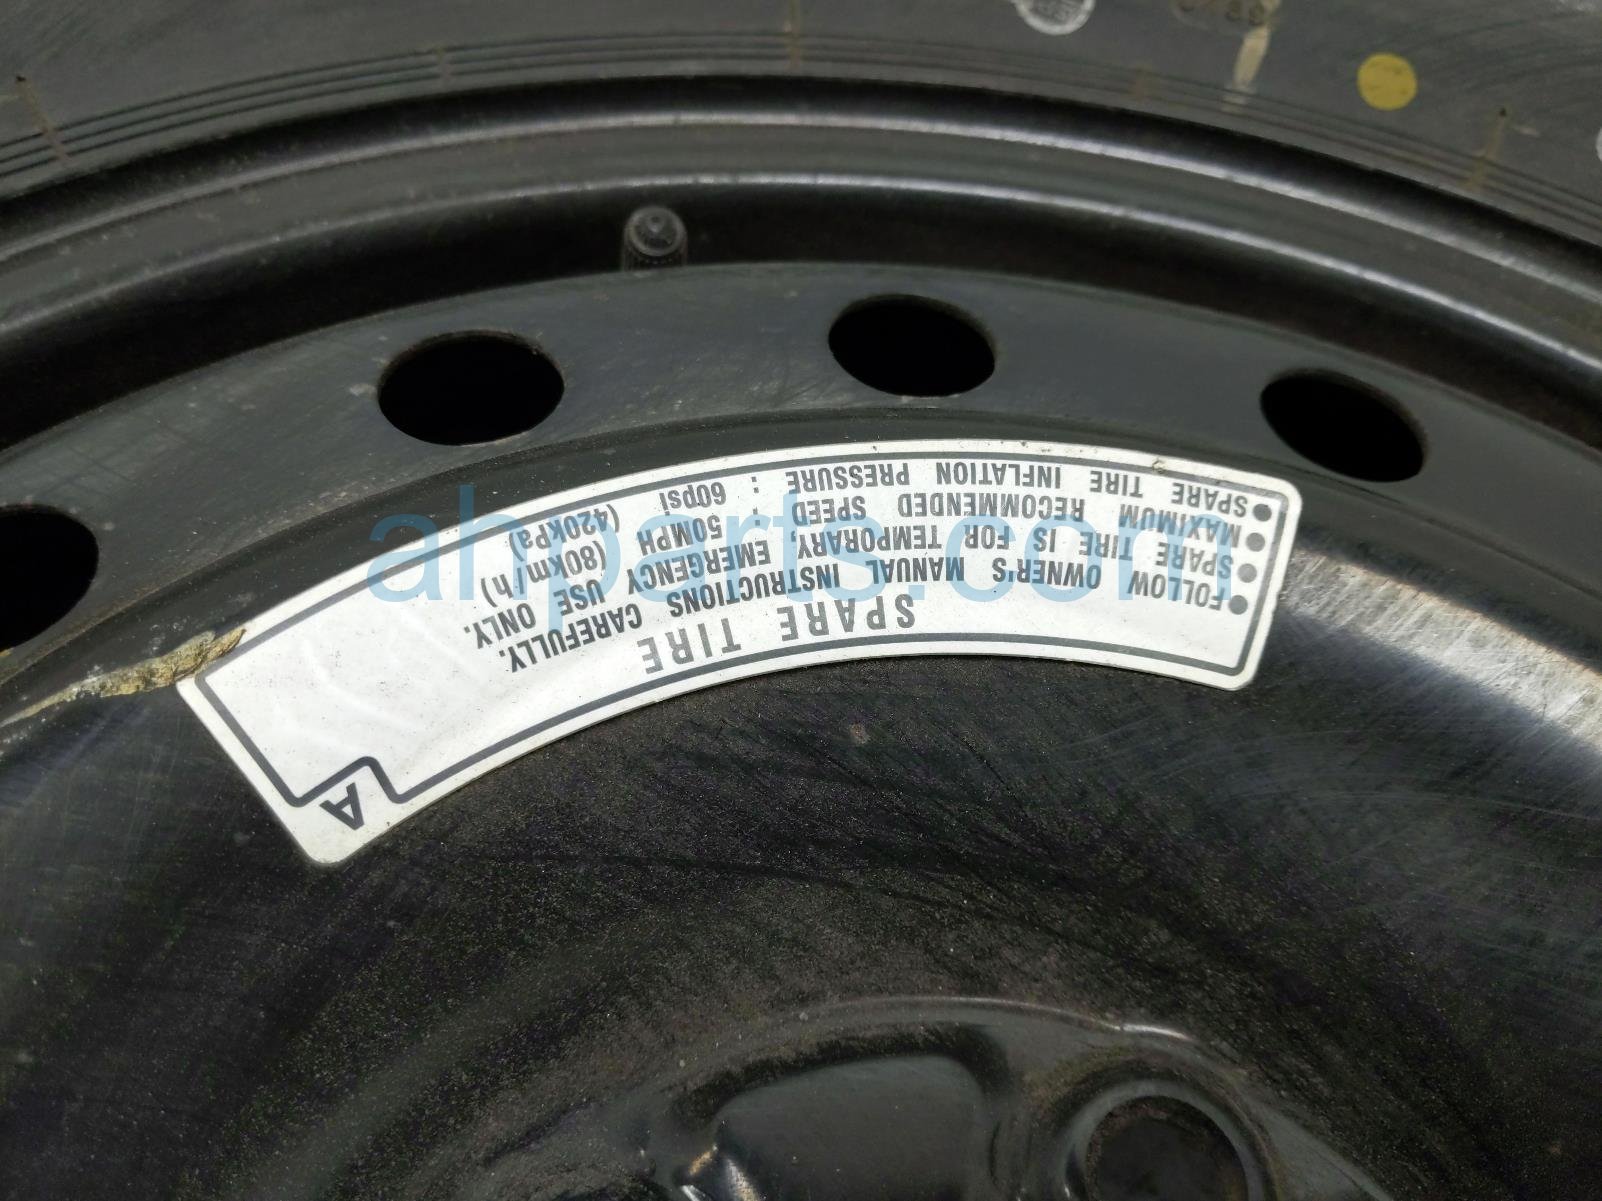 SPARE TIRE
● FOLLOW OWNER'S MANUAL INSTRUCTIONS CAREFULLY.
● SPARE TIRE IS FOR TEMPORARY, EMERGENCY USE ONLY.
● MAXIMUM RECOMMENDED SPEED : 50MPH (80km/h)
● SPARE TIRE INFLATION PRESSURE : 60psi (420kPa)
A
ahparts.com